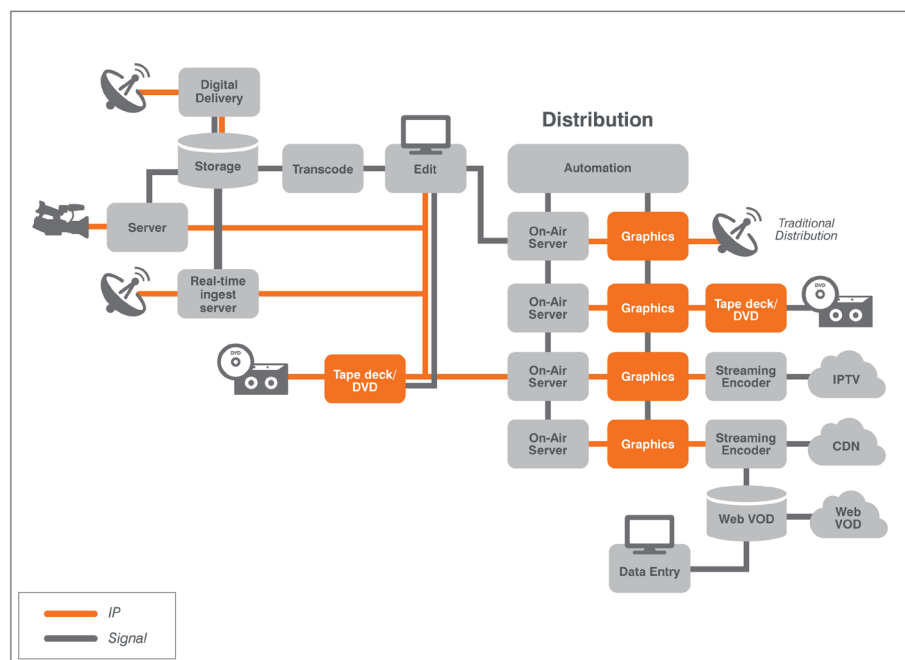 Digital
Delivery
Storage
Transcode
Edit
Server
Real-time
ingest
server
DVD
Tape deck/
DVD
Distribution
Automation
On-Air
Server
Graphics
Traditional
Distribution
On-Air
Server
Graphics
Tape deck/
DVD
DVD
On-Air
Server
Graphics
Streaming
Encoder
IPTV
On-Air
Server
Graphics
Streaming
Encoder
CDN
Web VOD
Web
VOD
Data Entry
IP
Signal